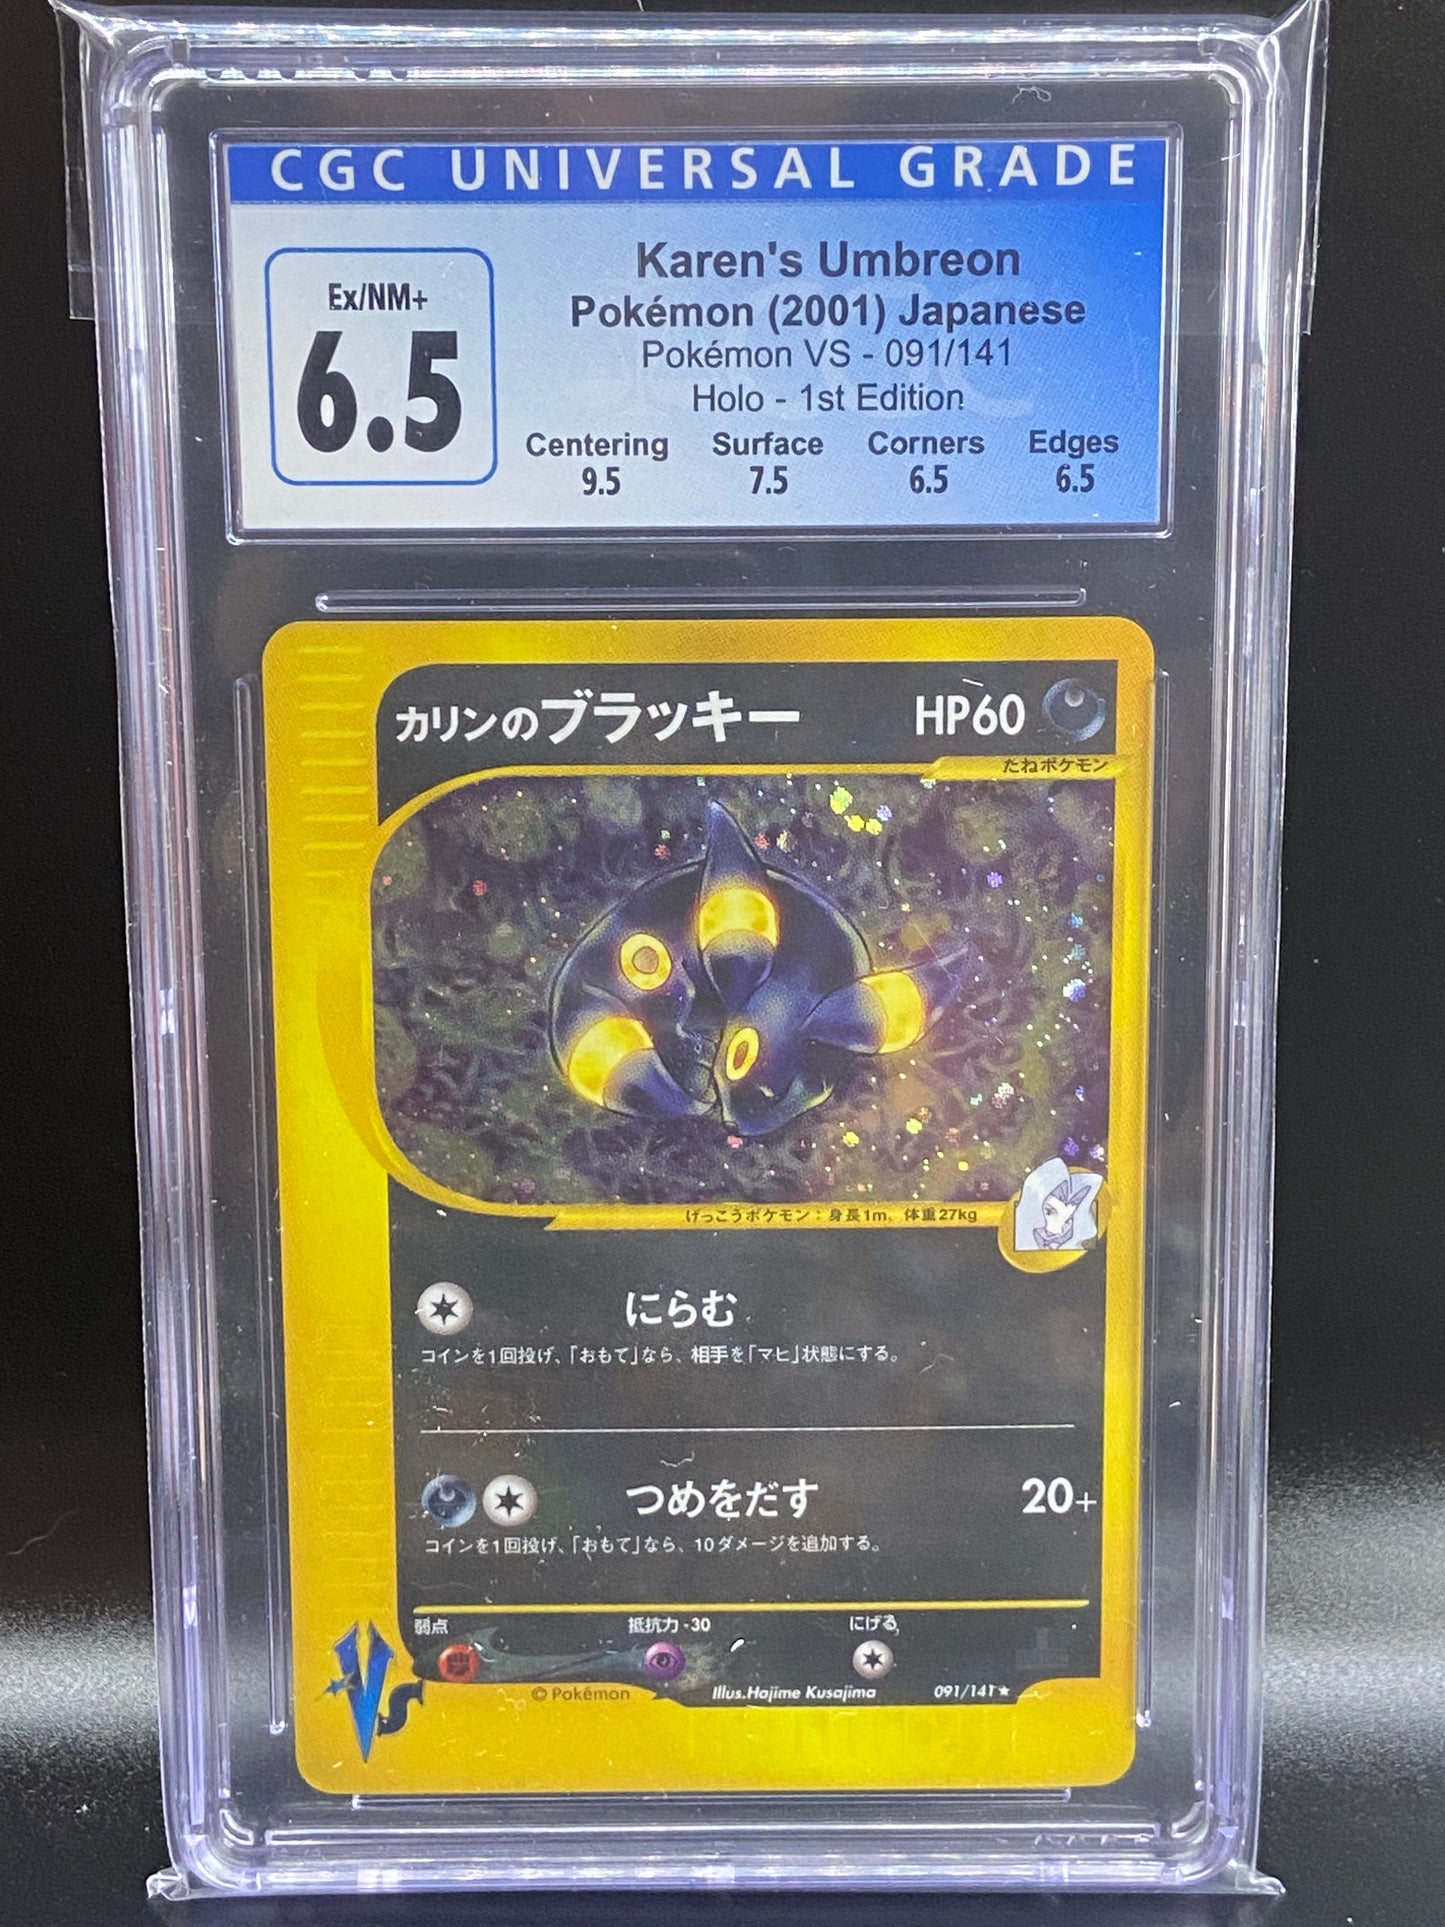 CGC UNIVERSAL GRADE
Ex/NM+
6.5
Karen's Umbreon
Pokémon (2001) Japanese
Pokémon VS - 091/141
Holo - 1st Edition
Centering Surface Corners Edges
9.5 7.5 6.5 6.5
カリンのブラッキー HP60
たねポケモン
げっこうポケモン：身長1m, 体重27kg
にらむ
コインを1回投げ、「おもて」なら、相手を「マヒ」状態にする。
つめをだす 20+
コインを1回投げ、「おもて」なら、10ダメージを追加する。
弱点 抵抗力 -30 にげる
©Pokémon Illus.Hajime Kusajima 091/141★
VS